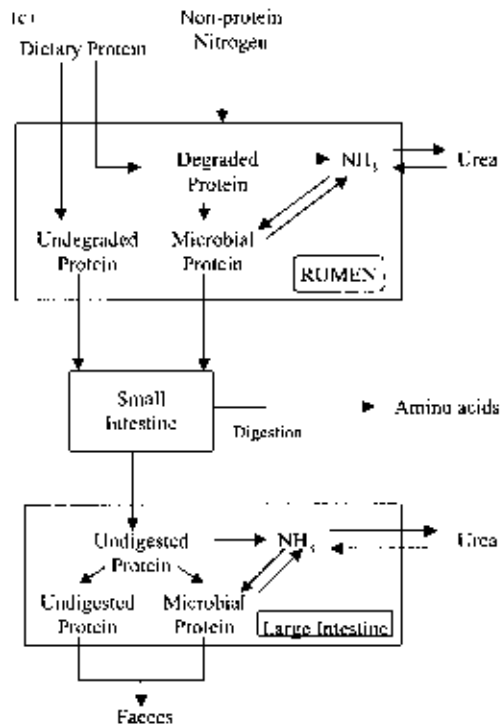 (c)
Non-protein
Nitrogen
Dietary Protein
Degraded
Protein
NH₃
Urea
Undegraded
Protein
Microbial
Protein
RUMEN
Small
Intestine
Digestion
Amino acids
Undigested
Protein
NH₃
Urea
Undigested
Protein
Microbial
Protein
Large Intestine
Faeces